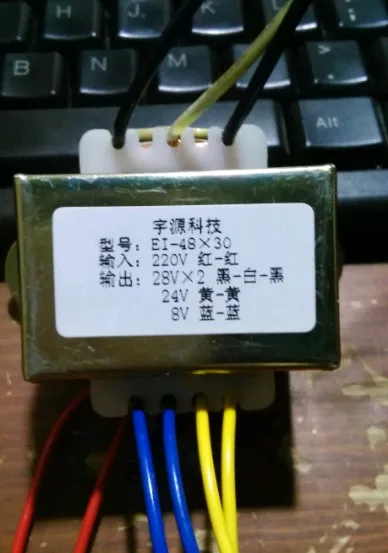 H J K L
B N M
Alt
宇源科技
型号: EI-48×30
输入: 220V 红-红
输出: 28V×2 黑-白-黑
24V 黄-黄
8V 蓝-蓝